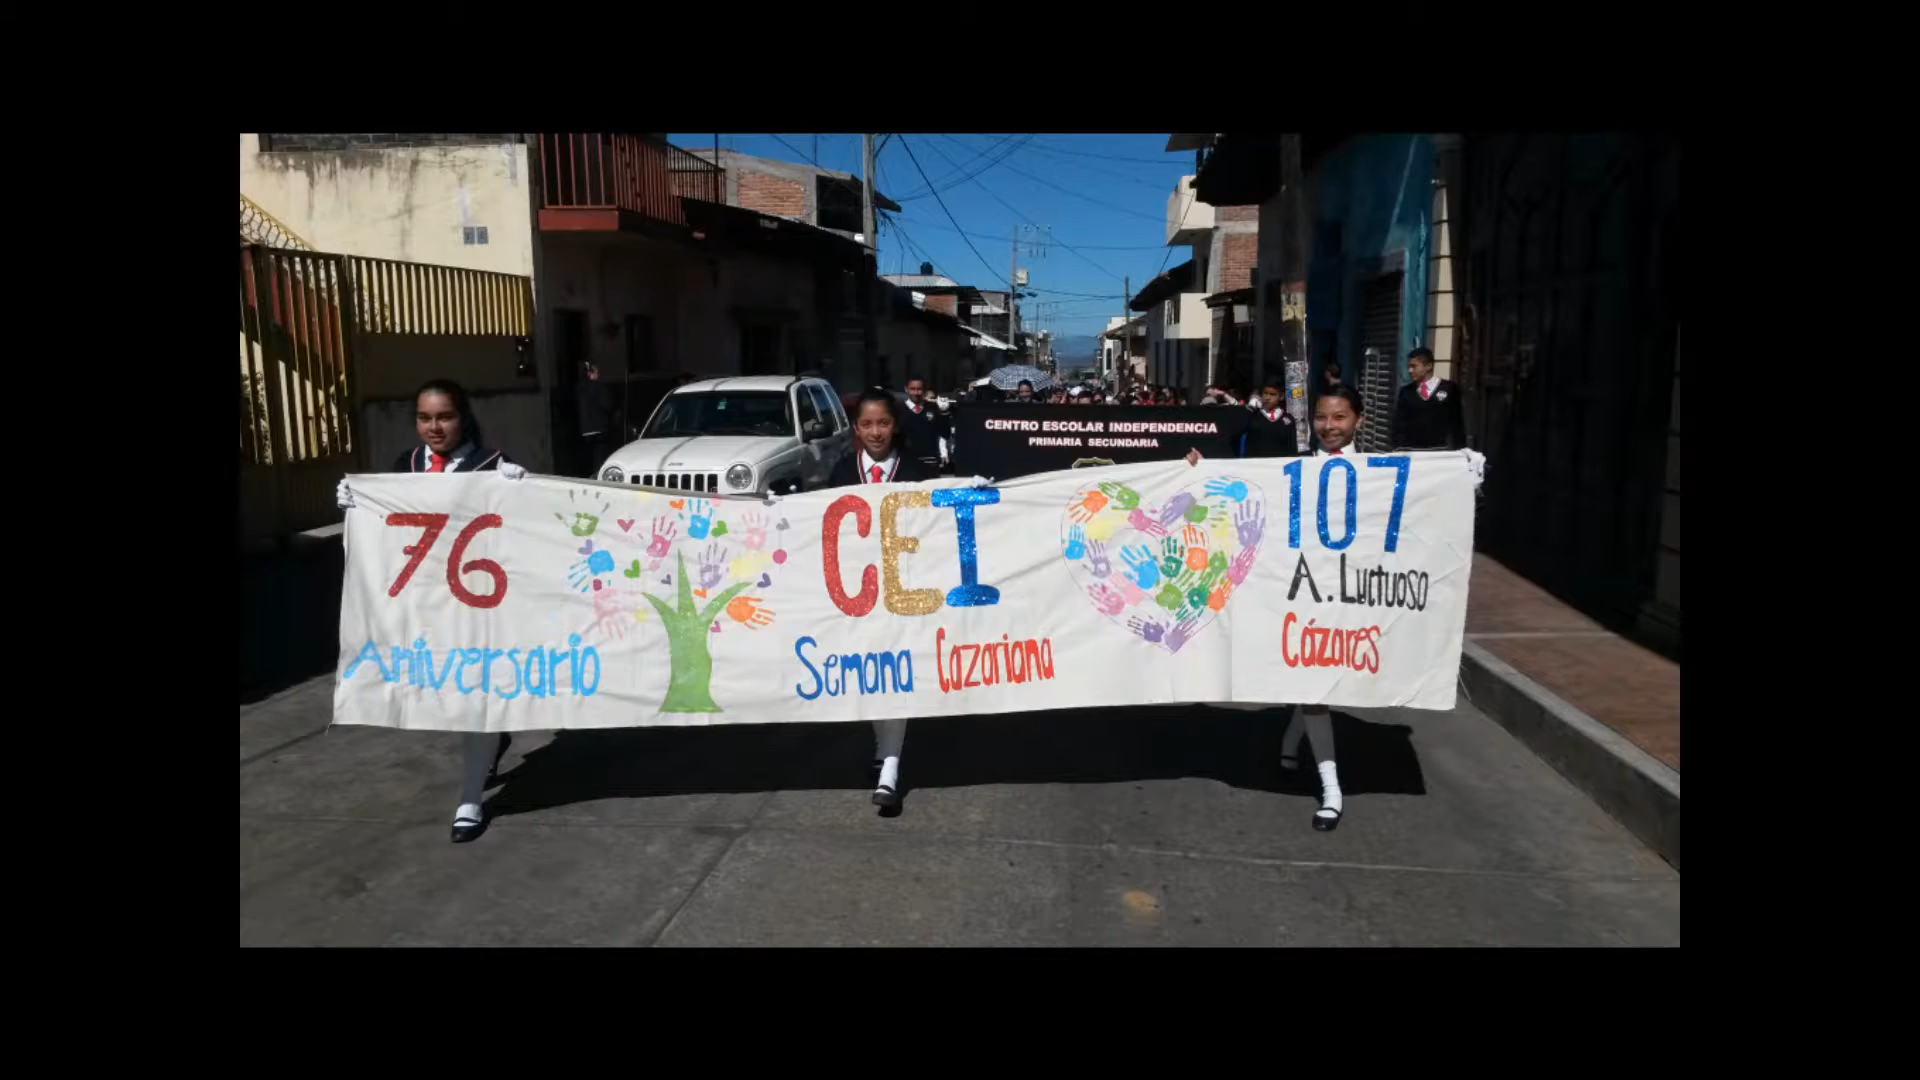 CENTRO ESCOLAR INDEPENDENCIA
PRIMARIA SECUNDARIA
76
Aniversario
CEI
Semana Cazariana
107
A. Luctuoso
Cázares